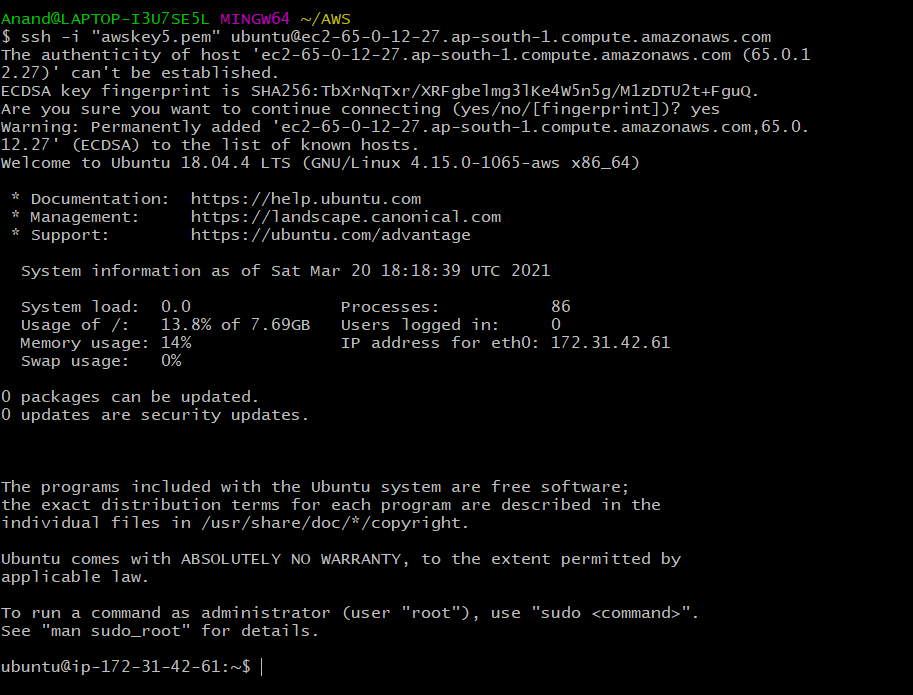 Anand@LAPTOP-I3U7SE5L MINGW64 ~/AWS
$ ssh -i "awskey5.pem" ubuntu@ec2-65-0-12-27.ap-south-1.compute.amazonaws.com
The authenticity of host 'ec2-65-0-12-27.ap-south-1.compute.amazonaws.com (65.0.1
2.27)' can't be established.
ECDSA key fingerprint is SHA256:TbXrNqTxr/XRFgbelmg3lKe4W5n5g/M1zDTU2t+FguQ.
Are you sure you want to continue connecting (yes/no/[fingerprint])? yes
Warning: Permanently added 'ec2-65-0-12-27.ap-south-1.compute.amazonaws.com,65.0.
12.27' (ECDSA) to the list of known hosts.
Welcome to Ubuntu 18.04.4 LTS (GNU/Linux 4.15.0-1065-aws x86_64)

 * Documentation:  https://help.ubuntu.com
 * Management:     https://landscape.canonical.com
 * Support:        https://ubuntu.com/advantage

  System information as of Sat Mar 20 18:18:39 UTC 2021

  System load:  0.0               Processes:           86
  Usage of /:   13.8% of 7.69GB   Users logged in:     0
  Memory usage: 14%               IP address for eth0: 172.31.42.61
  Swap usage:   0%

0 packages can be updated.
0 updates are security updates.

The programs included with the Ubuntu system are free software;
the exact distribution terms for each program are described in the
individual files in /usr/share/doc/*/copyright.

Ubuntu comes with ABSOLUTELY NO WARRANTY, to the extent permitted by
applicable law.

To run a command as administrator (user "root"), use "sudo <command>".
See "man sudo_root" for details.

ubuntu@ip-172-31-42-61:~$